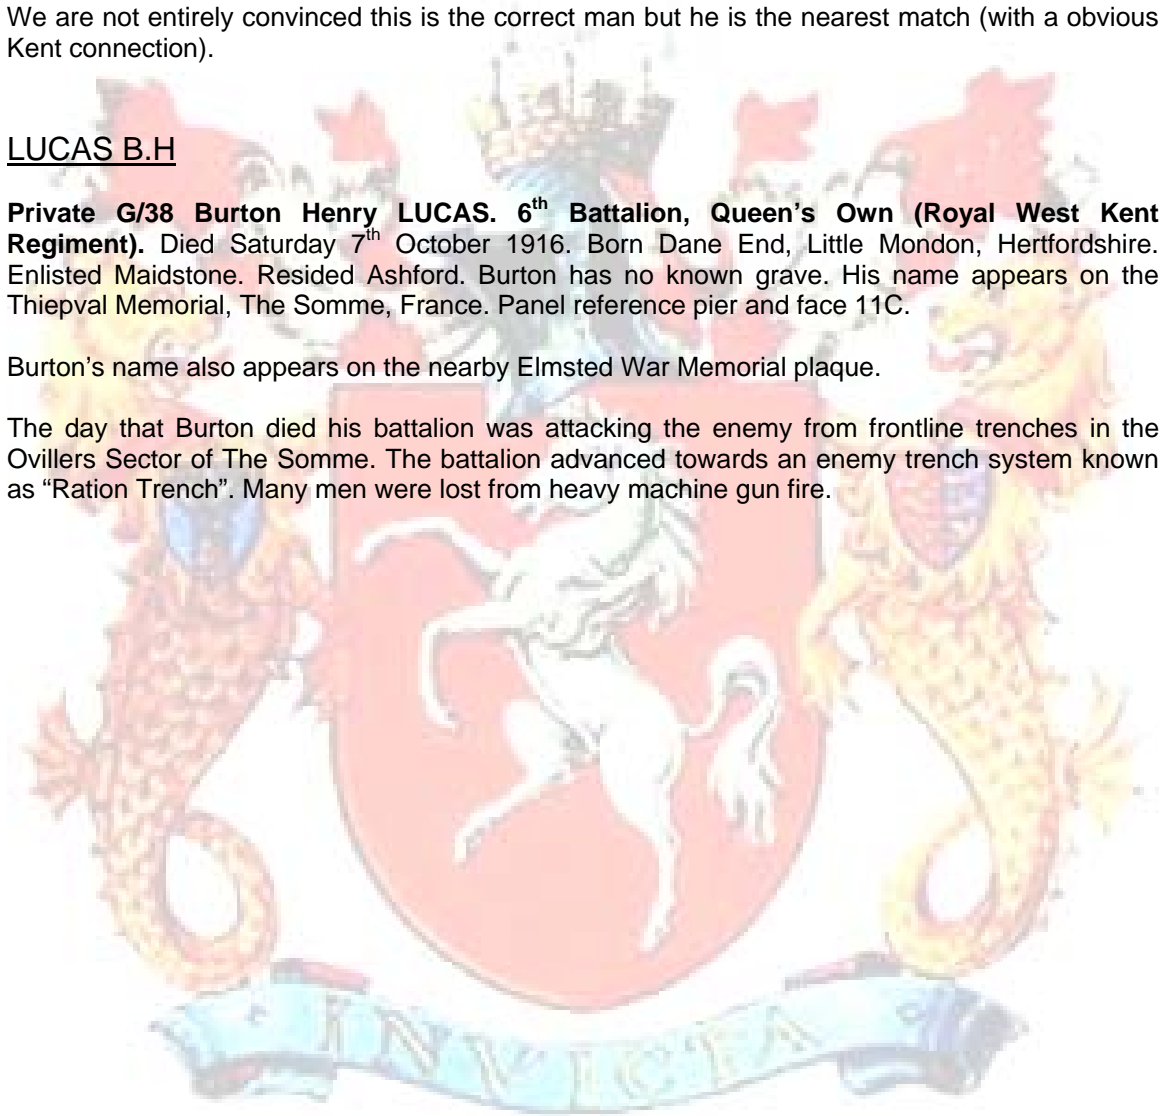 We are not entirely convinced this is the correct man but he is the nearest match (with a obvious
Kent connection).
LUCAS B.H
Private G/38 Burton Henry LUCAS. 6th Battalion, Queen's Own (Royal West Kent
Regiment). Died Saturday 7th October 1916. Born Dane End, Little Mondon, Hertfordshire.
Enlisted Maidstone. Resided Ashford. Burton has no known grave. His name appears on the
Thiepval Memorial, The Somme, France. Panel reference pier and face 11C.
Burton's name also appears on the nearby Elmsted War Memorial plaque.
The day that Burton died his battalion was attacking the enemy from frontline trenches in the
Ovillers Sector of The Somme. The battalion advanced towards an enemy trench system known
as “Ration Trench”. Many men were lost from heavy machine gun fire.
INVICTA